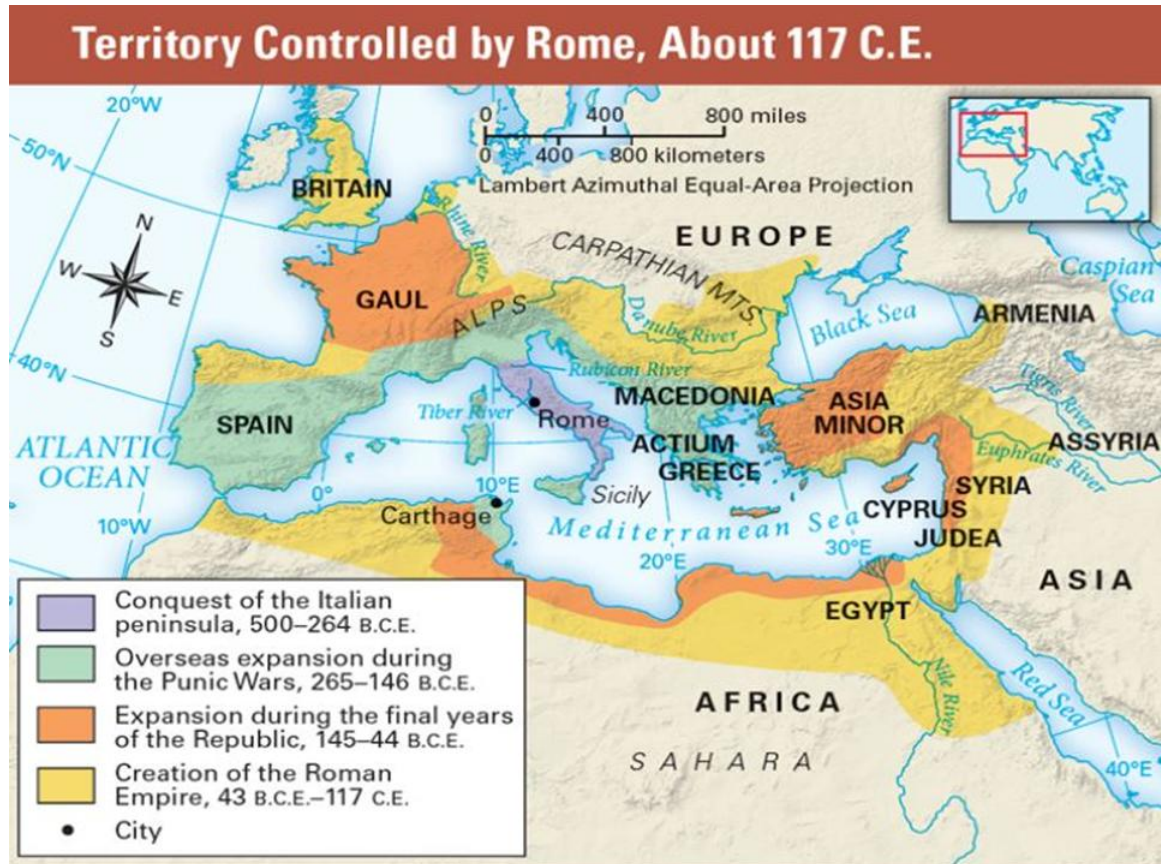 Territory Controlled by Rome, About 117 C.E.
20°W
0 400 800 miles
0 400 800 kilometers
Lambert Azimuthal Equal-Area Projection
50°N
BRITAIN
Rhine River
EUROPE
CARPATHIAN MTS.
Caspian
Sea
N
W
E
S
GAUL
ALPS
Danube River
Black Sea
ARMENIA
40°N
Rubicon River
Tigris River
SPAIN
Tiber River
Rome
MACEDONIA
ASIA
MINOR
ATLANTIC
OCEAN
ACTIUM
GREECE
ASSYRIA
Euphrates River
0°
10°E
Sicily
SYRIA
10°W
Carthage
Mediterranean Sea
CYPRUS
JUDEA
20°E
30°E
ASIA
EGYPT
Nile River
Red Sea
AFRICA
SAHARA
40°E
Conquest of the Italian
peninsula, 500–264 B.C.E.
Overseas expansion during
the Punic Wars, 265–146 B.C.E.
Expansion during the final years
of the Republic, 145–44 B.C.E.
Creation of the Roman
Empire, 43 B.C.E.–117 C.E.
City